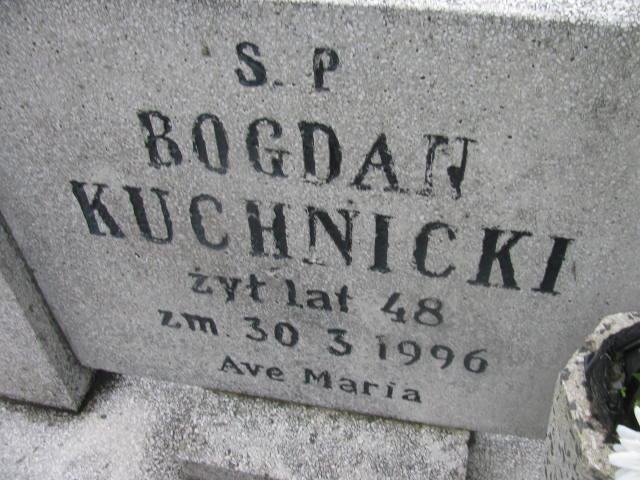 S. P
BOGDAN
KUCHNICKI
żył lat 48
zm. 30 3 1996
Ave Maria